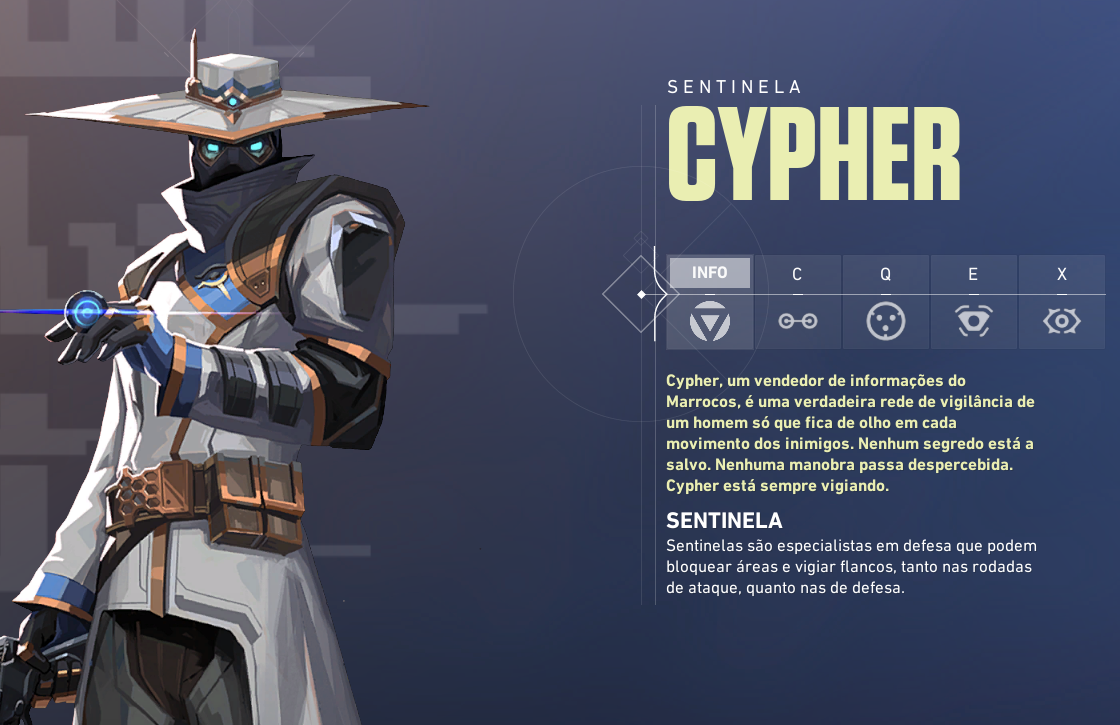 SENTINELA
CYPHER
INFO C Q E X
Cypher, um vendedor de informações do
Marrocos, é uma verdadeira rede de vigilância de
um homem só que fica de olho em cada
movimento dos inimigos. Nenhum segredo está a
salvo. Nenhuma manobra passa despercebida.
Cypher está sempre vigiando.
SENTINELA
Sentinelas são especialistas em defesa que podem
bloquear áreas e vigiar flancos, tanto nas rodadas
de ataque, quanto nas de defesa.